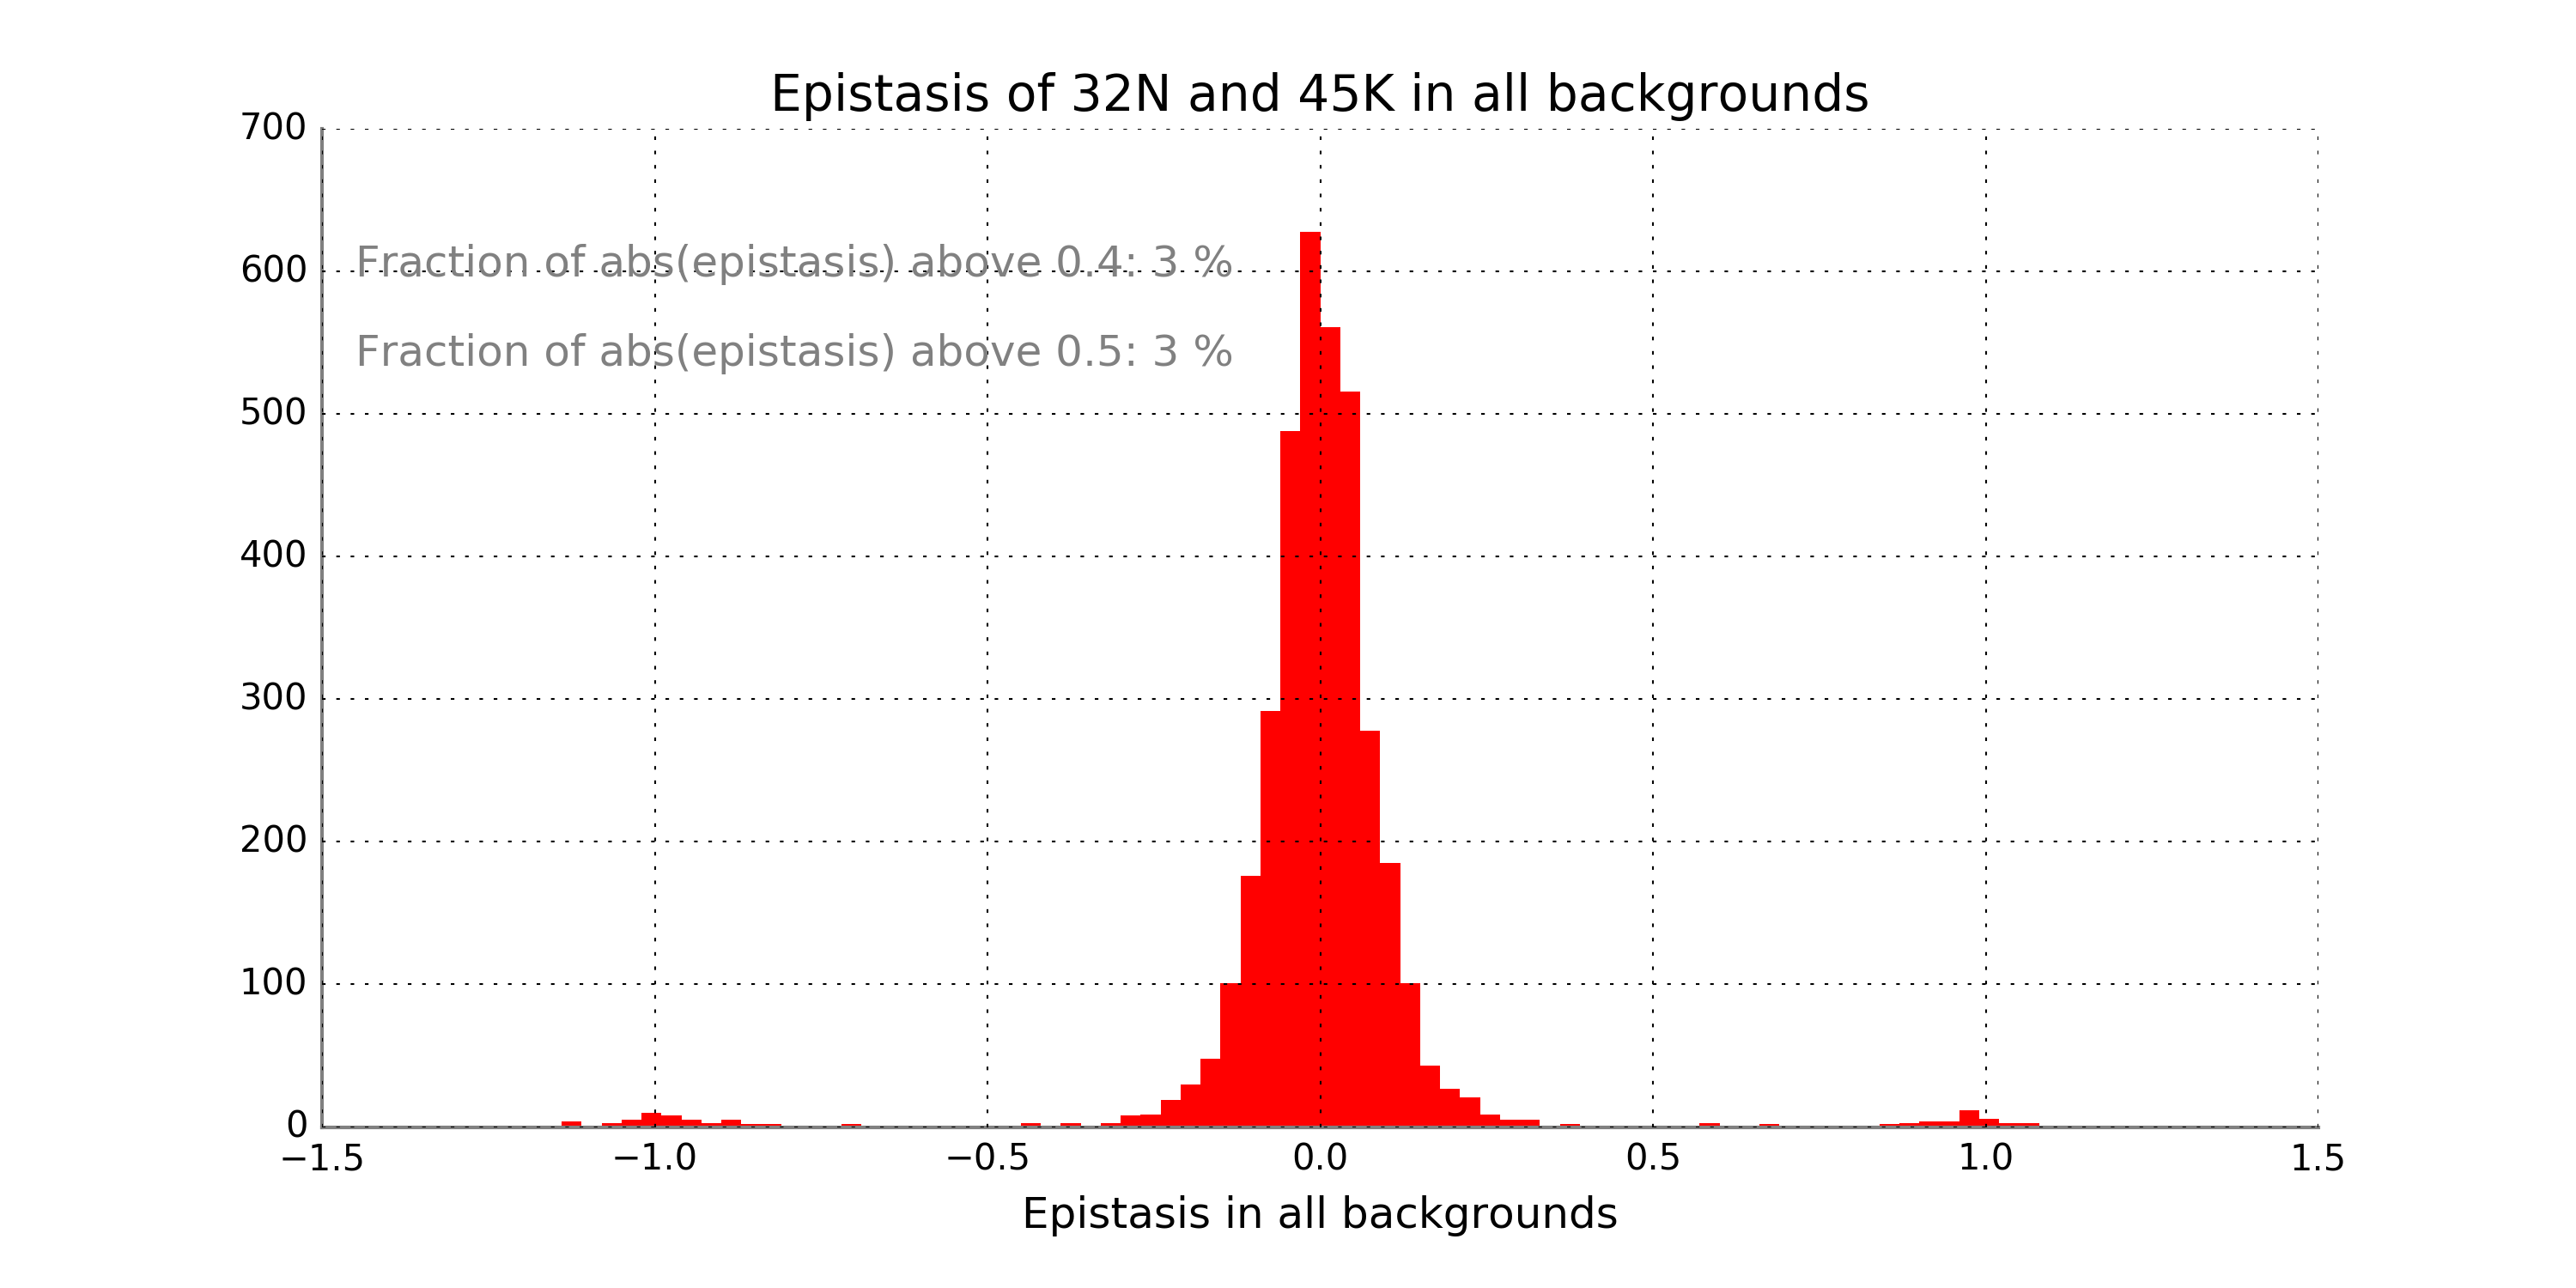 Epistasis of 32N and 45K in all backgrounds
700
Fraction of abs(epistasis) above 0.4: 3 %
600
Fraction of abs(epistasis) above 0.5: 3 %
500
400
300
200
100
0
−1.5 −1.0 −0.5 0.0 0.5 1.0 1.5
Epistasis in all backgrounds